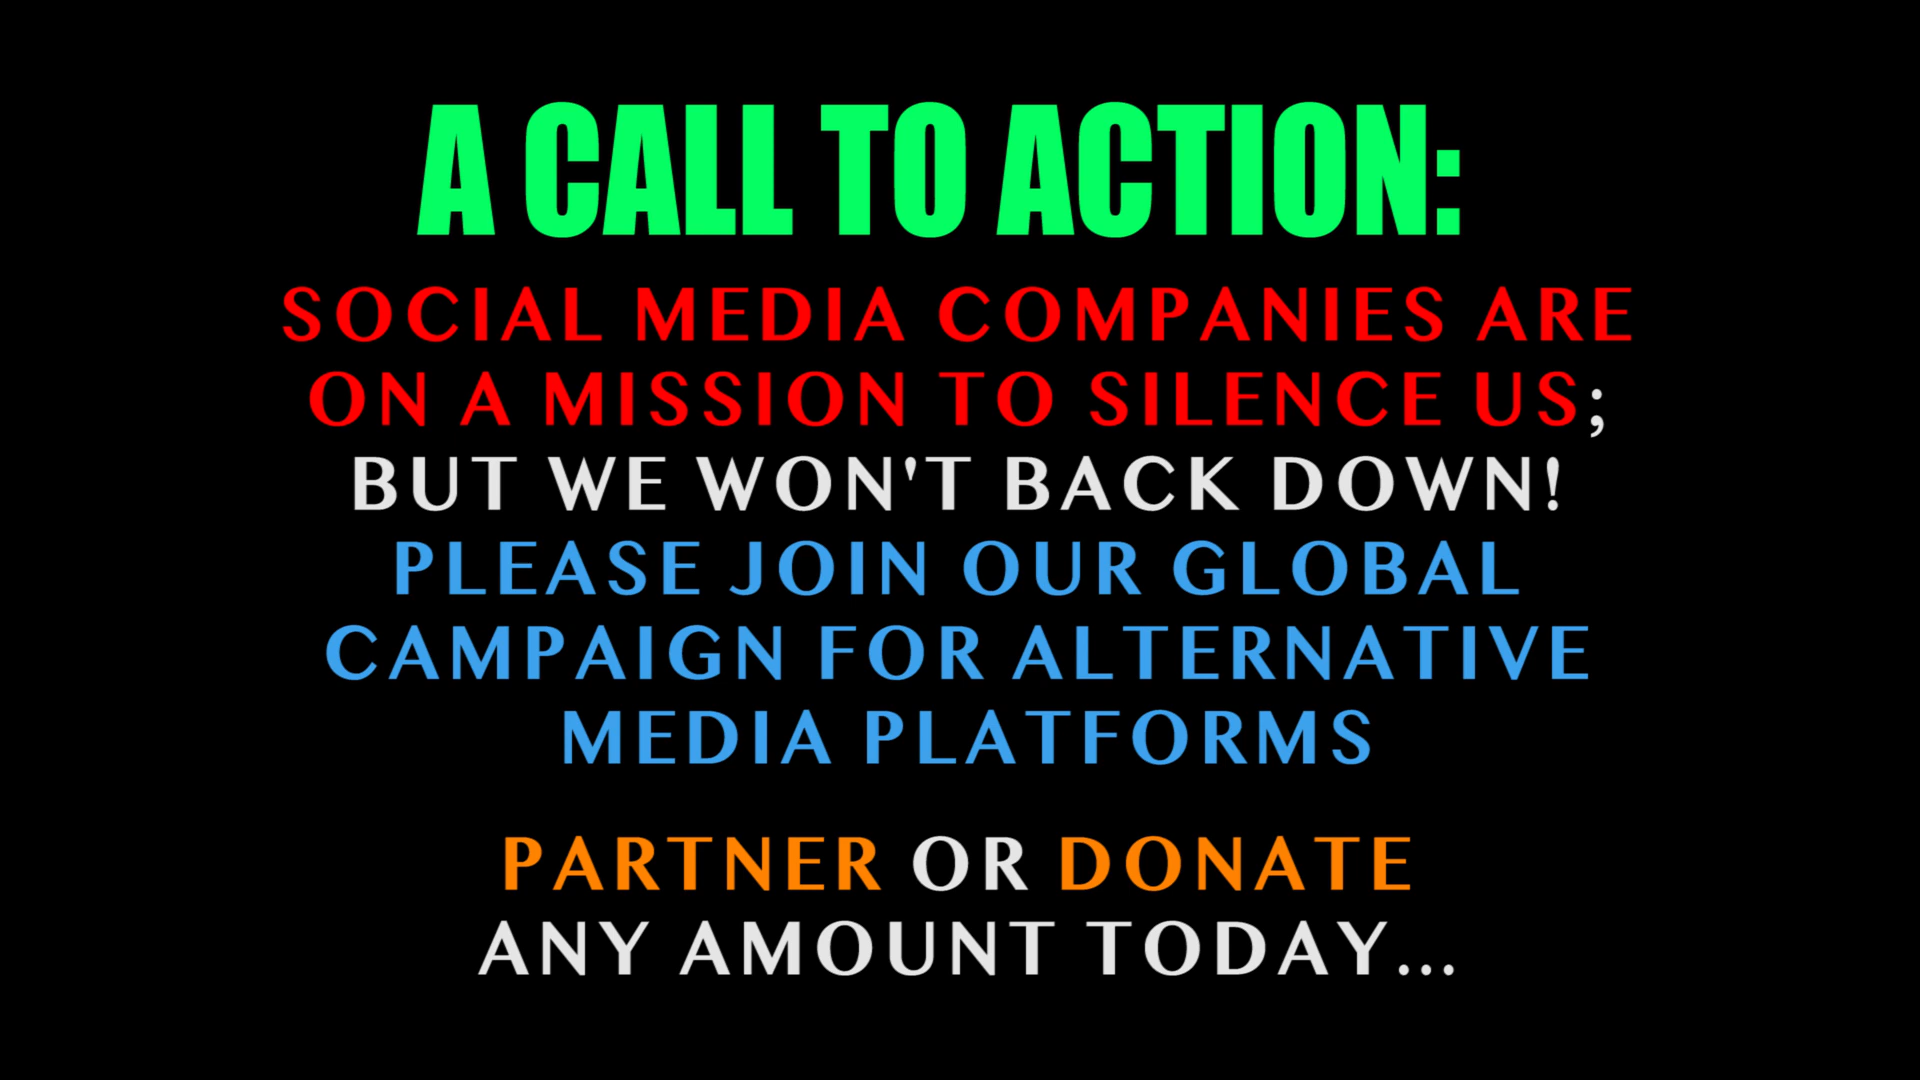 A CALL TO ACTION:
SOCIAL MEDIA COMPANIES ARE
ON A MISSION TO SILENCE US;
BUT WE WON'T BACK DOWN!
PLEASE JOIN OUR GLOBAL
CAMPAIGN FOR ALTERNATIVE
MEDIA PLATFORMS
PARTNER OR DONATE
ANY AMOUNT TODAY...